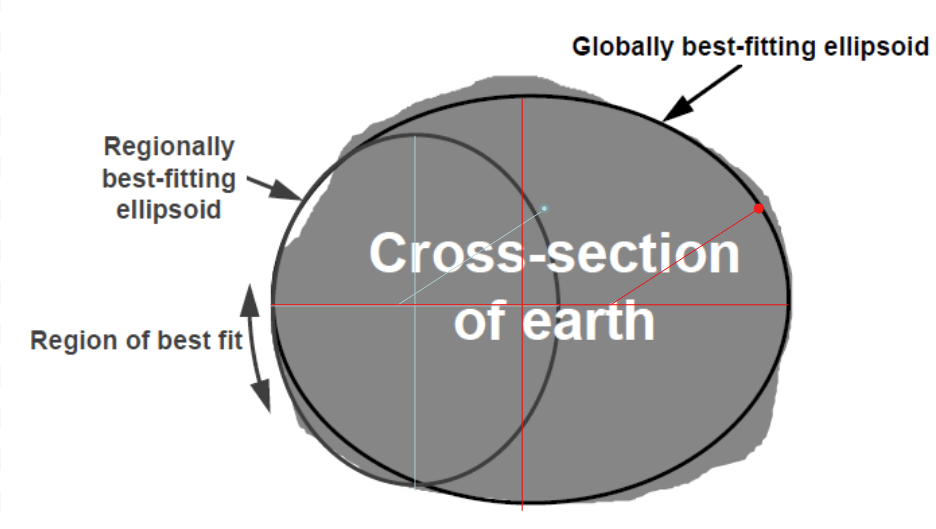 Globally best-fitting ellipsoid
Regionally
best-fitting
ellipsoid
Cross-section
of earth
Region of best fit